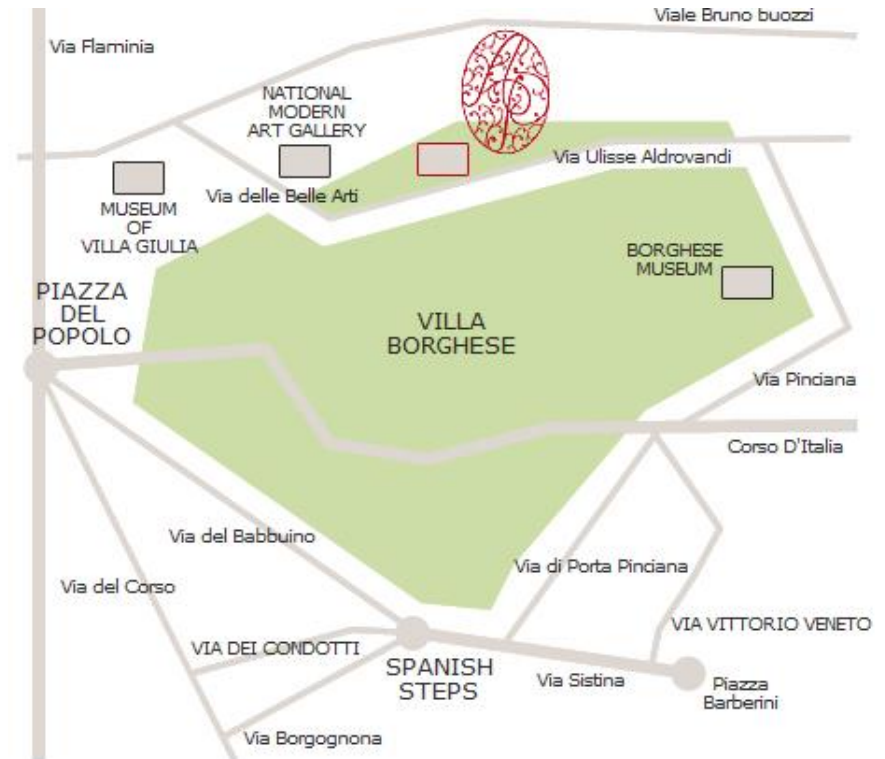 Viale Bruno buozzi
Via Flaminia
NATIONAL
MODERN
ART GALLERY
Via Ulisse Aldrovandi
Via delle Belle Arti
MUSEUM
OF
VILLA GIULIA
BORGHESE
MUSEUM
PIAZZA
DEL
POPOLO
VILLA
BORGHESE
Via Pinciana
Corso D'Italia
Via del Babbuino
Via di Porta Pinciana
Via del Corso
VIA VITTORIO VENETO
VIA DEI CONDOTTI
SPANISH
STEPS
Via Sistina
Piazza
Barberini
Via Borgognona